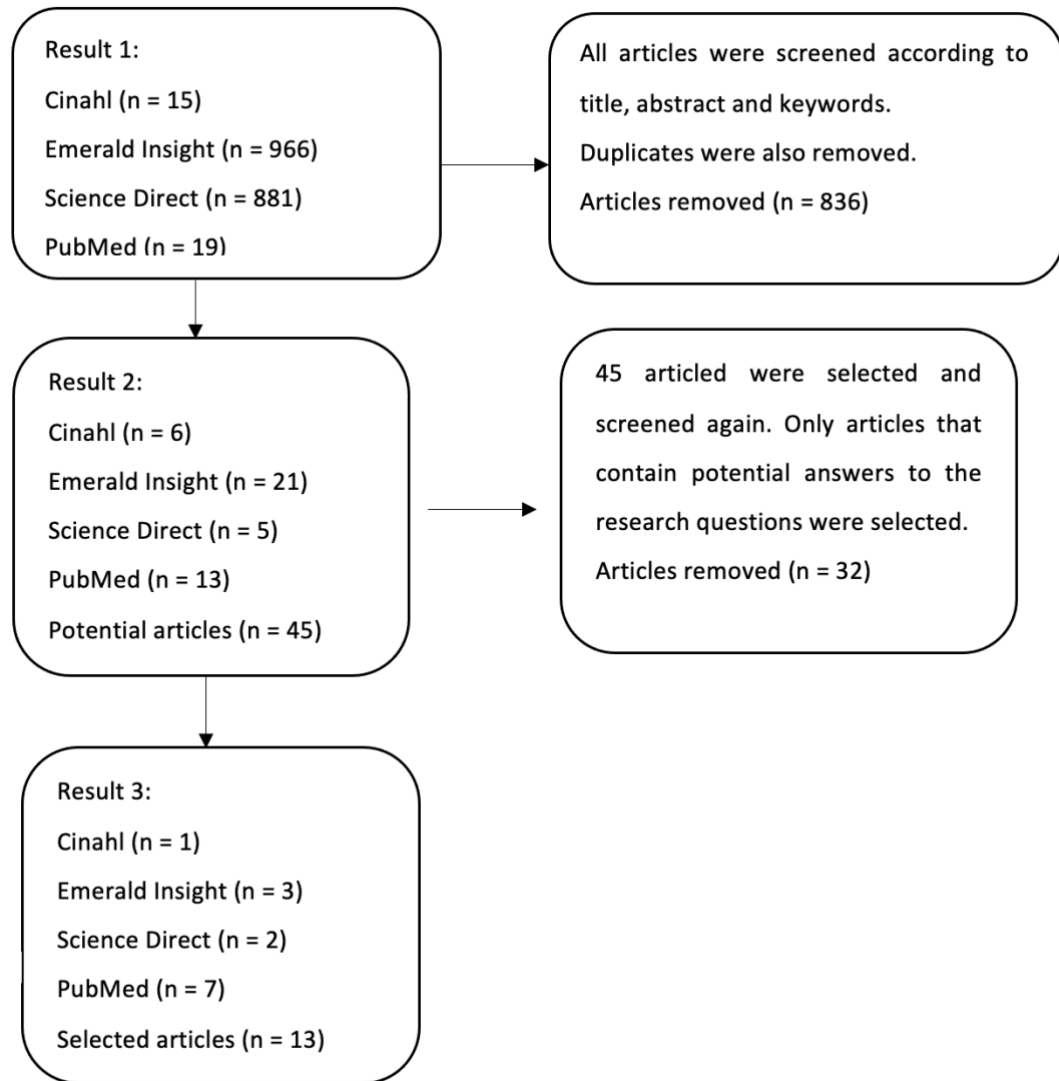 Result 1:
Cinahl (n = 15)
Emerald Insight (n = 966)
Science Direct (n = 881)
PubMed (n = 19)
All articles were screened according to
title, abstract and keywords.
Duplicates were also removed.
Articles removed (n = 836)
Result 2:
Cinahl (n = 6)
Emerald Insight (n = 21)
Science Direct (n = 5)
PubMed (n = 13)
Potential articles (n = 45)
45 articled were selected and
screened again. Only articles that
contain potential answers to the
research questions were selected.
Articles removed (n = 32)
Result 3:
Cinahl (n = 1)
Emerald Insight (n = 3)
Science Direct (n = 2)
PubMed (n = 7)
Selected articles (n = 13)